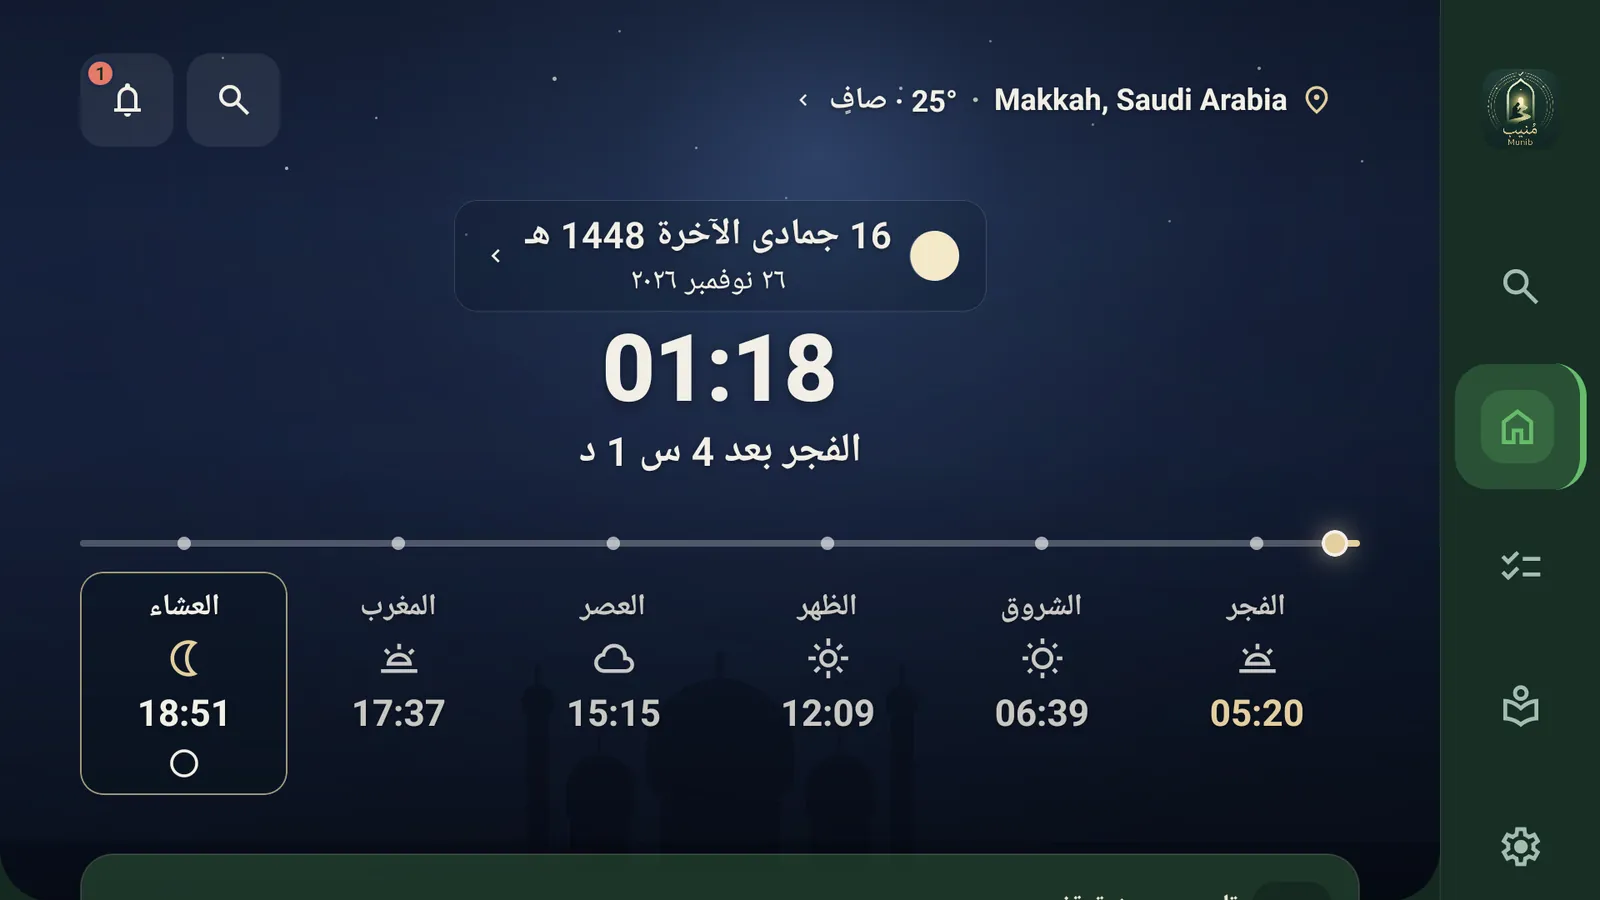 1
Makkah, Saudi Arabia · 25° · صافٍ
مُنيب
Munib
16 جمادى الآخرة 1448 هـ
٢٦ نوفمبر ٢٠٢٦
01:18
الفجر بعد 4 س 1 د
الفجر
05:20
الشروق
06:39
الظهر
12:09
العصر
15:15
المغرب
17:37
العشاء
18:51